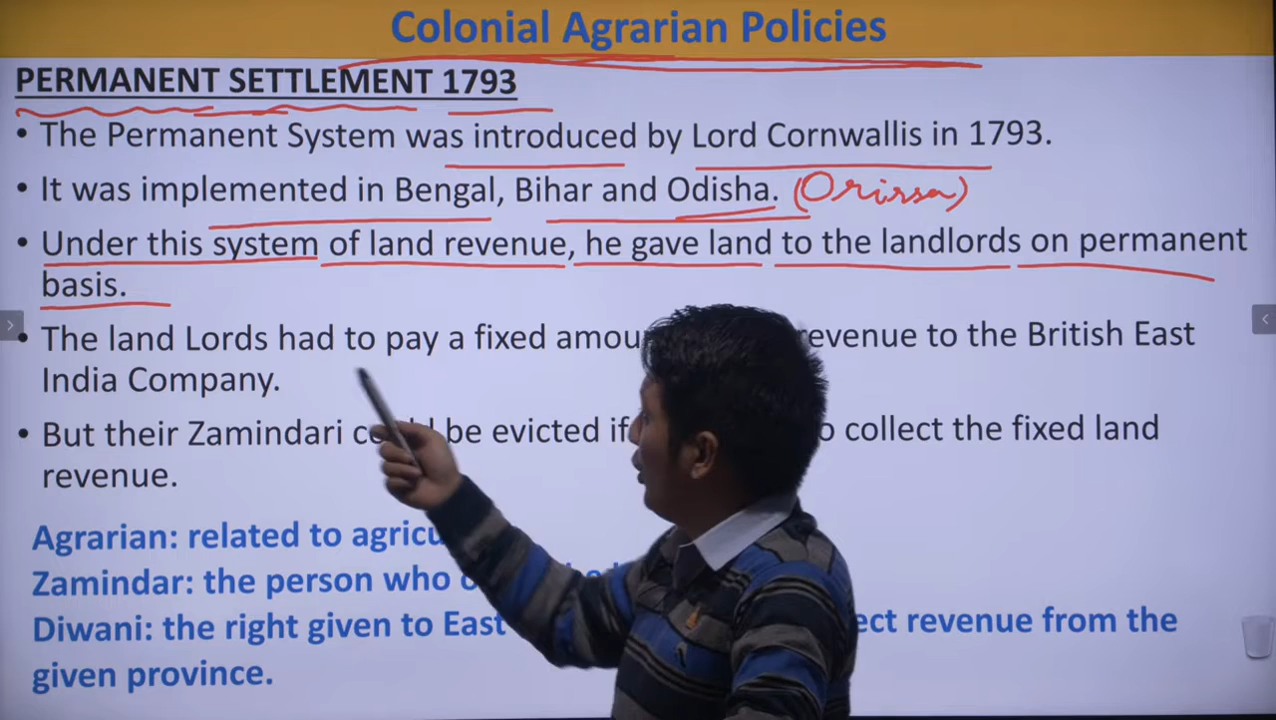 Colonial Agrarian Policies
PERMANENT SETTLEMENT 1793
• The Permanent System was introduced by Lord Cornwallis in 1793.
• It was implemented in Bengal, Bihar and Odisha. (Orissa)
• Under this system of land revenue, he gave land to the landlords on permanent
basis.
• The land Lords had to pay a fixed revenue to the British East
India Company.
• But their Zamindari be evicted if collect the fixed land
revenue.
Agrarian: related to
Zamindar: the person who
Diwani: the right given to East revenue from the
given province.